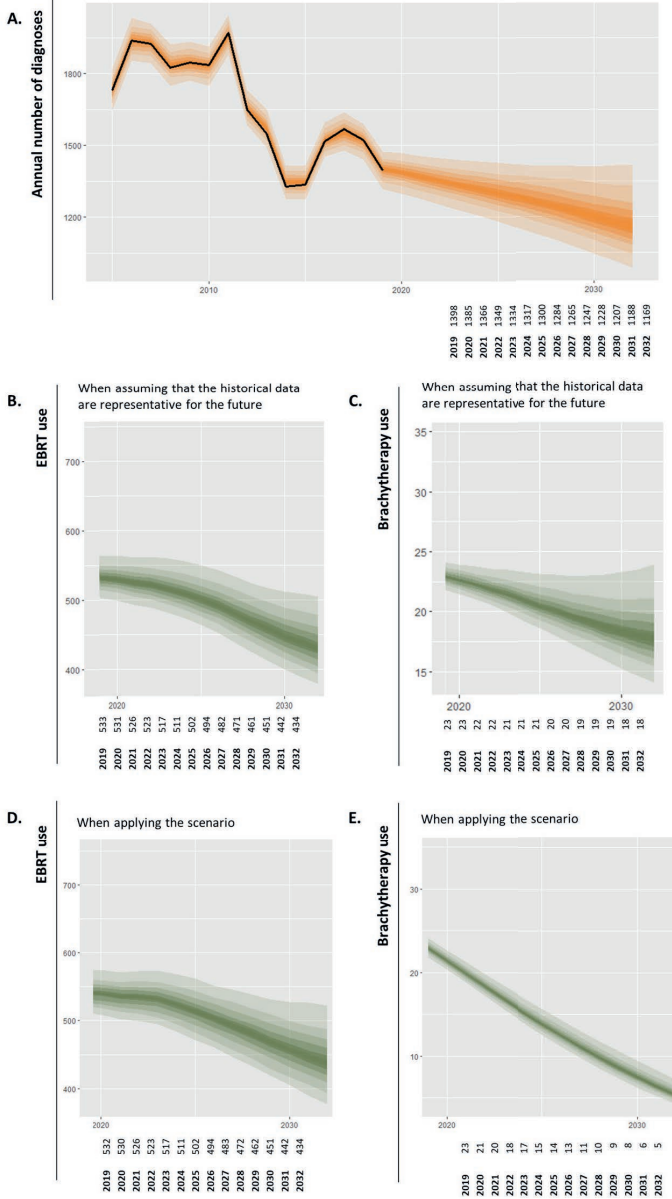 A.
Annual number of diagnoses
1800
1500
1200
2010 2020 2030
1398 1385 1366 1349 1334 1317 1300 1284 1265 1247 1228 1207 1188 1169
2019 2020 2021 2022 2023 2024 2025 2026 2027 2028 2029 2030 2031 2032
B.
EBRT use
When assuming that the historical data
are representative for the future
700
600
500
400
2020 2030
533 531 526 523 517 511 502 494 482 471 461 451 442 434
2019 2020 2021 2022 2023 2024 2025 2026 2027 2028 2029 2030 2031 2032
C.
Brachytherapy use
When assuming that the historical data
are representative for the future
35
30
25
20
15
2020 2030
23 23 22 22 21 21 21 20 20 19 19 19 18 18
2019 2020 2021 2022 2023 2024 2025 2026 2027 2028 2029 2030 2031 2032
D.
EBRT use
When applying the scenario
700
600
500
400
2020 2030
532 530 526 523 517 511 502 494 483 471 462 451 442 434
2019 2020 2021 2022 2023 2024 2025 2026 2027 2028 2029 2030 2031 2032
E.
Brachytherapy use
When applying the scenario
30
20
10
2020 2030
23 21 20 18 17 15 14 13 11 10 9 8 6 5
2019 2020 2021 2022 2023 2024 2025 2026 2027 2028 2029 2030 2031 2032